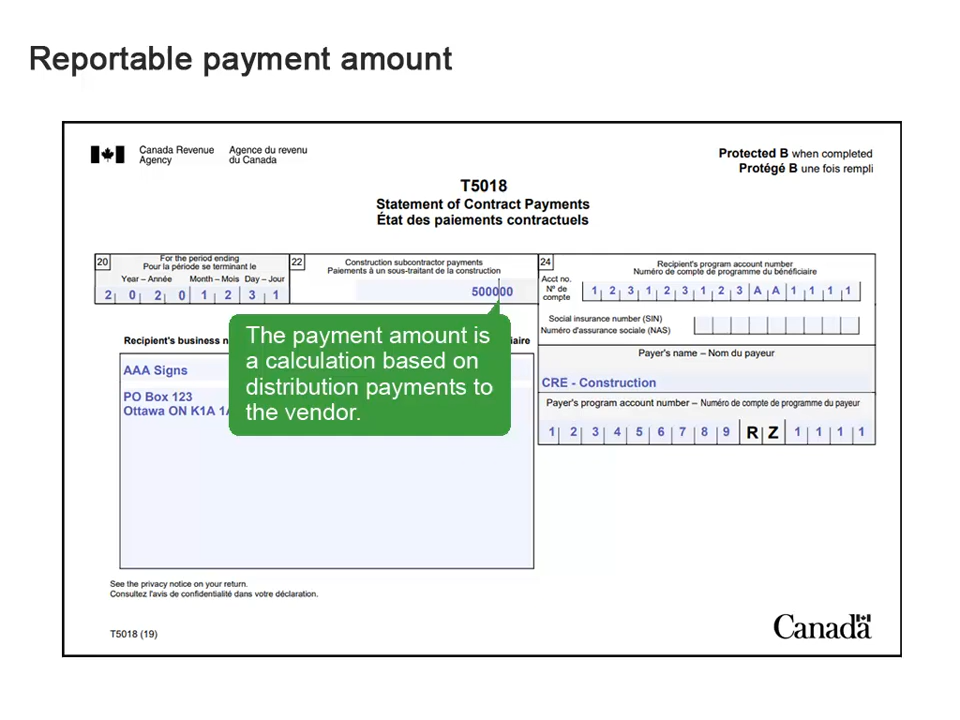 Reportable payment amount
Canada Revenue Agence du revenu
Agency du Canada
Protected B when completed
Protégé B une fois rempli
T5018
Statement of Contract Payments
État des paiements contractuels
20
For the period ending
Pour la période se terminant le
Year – Année Month – Mois Day – Jour
2 0 2 0 1 2 3 1
22
Construction subcontractor payments
Paiements à un sous-traitant de la construction
500000
24
Recipient's program account number
Numéro de compte de programme du bénéficiaire
Acct no.
Nº de
compte
1 2 3 1 2 3 1 2 3 A A 1 1 1 1
Social insurance number (SIN)
Numéro d'assurance sociale (NAS)
Recipient's business n
aire
The payment amount is
a calculation based on
distribution payments to
the vendor.
AAA Signs
PO Box 123
Ottawa ON K1A 1A
Payer's name – Nom du payeur
CRE - Construction
Payer's program account number – Numéro de compte de programme du payeur
1 2 3 4 5 6 7 8 9 R Z 1 1 1 1
See the privacy notice on your return.
Consultez l'avis de confidentialité dans votre déclaration.
T5018 (19)
Canada